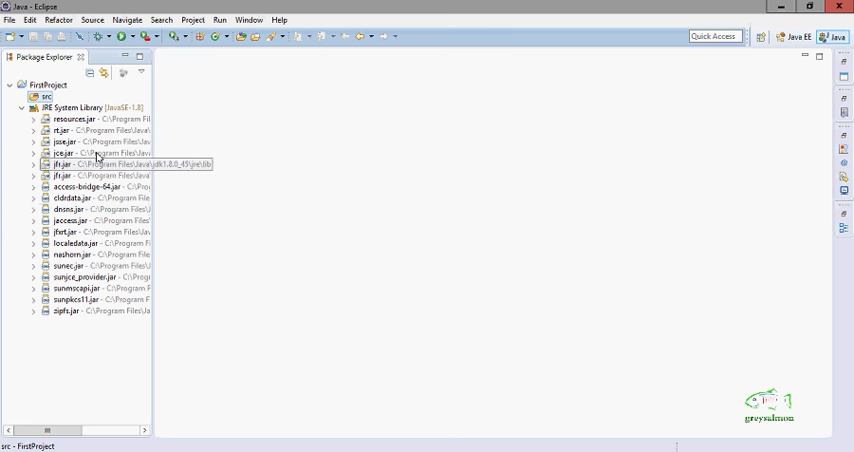 Java - Eclipse
File Edit Refactor Source Navigate Search Project Run Window Help
Quick Access Java EE Java
Package Explorer
FirstProject
src
JRE System Library [JavaSE-1.8]
resources.jar - C:\Program Fil
rt.jar - C:\Program Files\Java\
jsse.jar - C:\Program Files\Jav
jce.jar - C:\Program Files\Jav
jfr.jar - C:\Program Files\Java\jdk1.8.0_45\jre\lib
jfr.jar - C:\Program Files\Java
access-bridge-64.jar - C:\Pro
cldrdata.jar - C:\Program File
dnsns.jar - C:\Program Files\
jaccess.jar - C:\Program Files
jfxrt.jar - C:\Program Files\Ja
localedata.jar - C:\Program Fi
nashorn.jar - C:\Program File
sunec.jar - C:\Program Files\J
sunjce_provider.jar - C:\Prog
sunmscapi.jar - C:\Program F
sunpkcs11.jar - C:\Program F
zipfs.jar - C:\Program Files\Ja
greysalmon
src - FirstProject